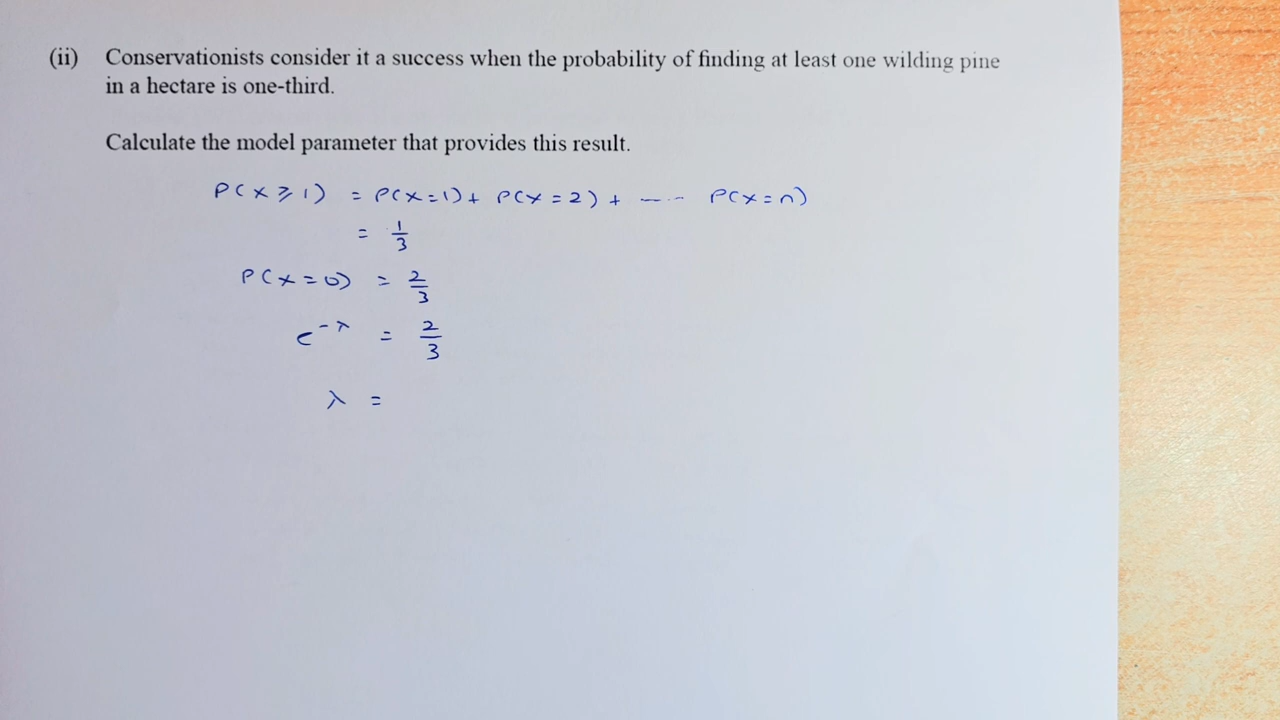 (ii) Conservationists consider it a success when the probability of finding at least one wilding pine
in a hectare is one-third.
Calculate the model parameter that provides this result.
P(x ≥ 1) = P(x = 1) + P(x = 2) + ----- P(x = n)
= 1/3
P(x = 0) = 2/3
e^-λ = 2/3
λ =